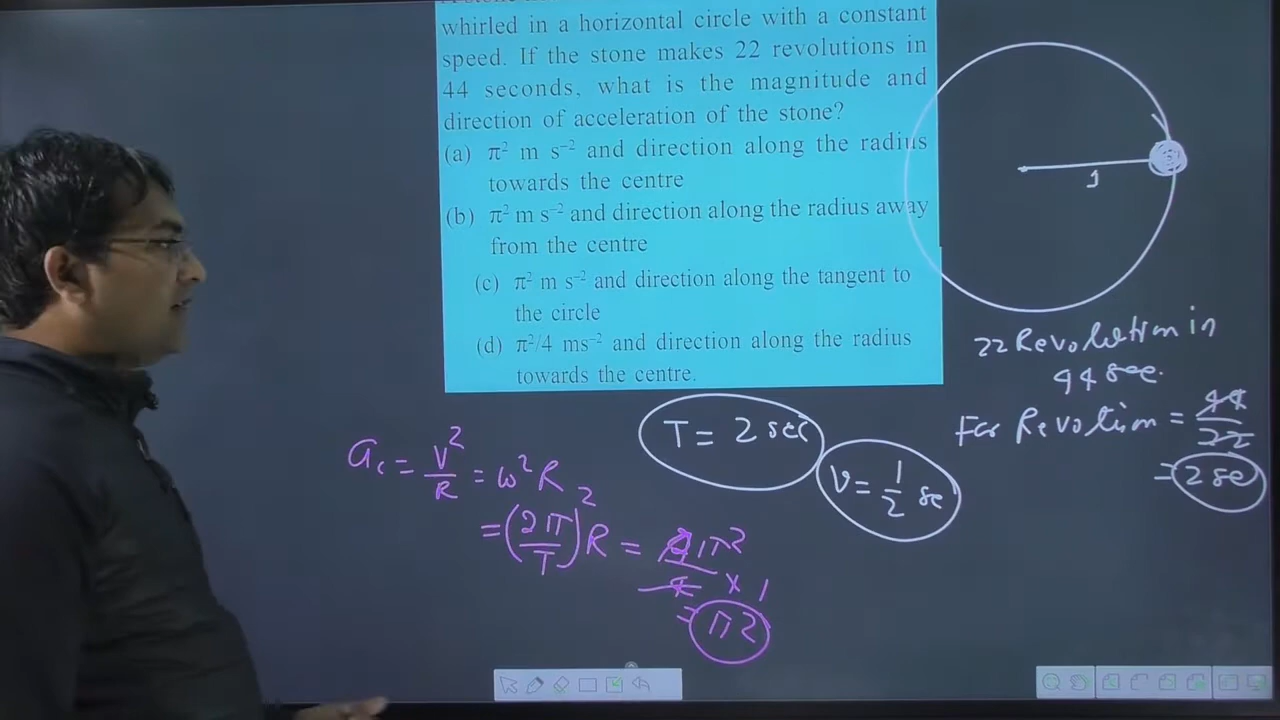 whirled in a horizontal circle with a constant
speed. If the stone makes 22 revolutions in
44 seconds, what is the magnitude and
direction of acceleration of the stone?
(a) π² m s⁻² and direction along the radius
towards the centre
(b) π² m s⁻² and direction along the radius away
from the centre
(c) π² m s⁻² and direction along the tangent to
the circle
(d) π²/4 ms⁻² and direction along the radius
towards the centre.
1
22 Revolution in
44 sec.
For Revolution = 44/22
= 2 se
T = 2 sec
ν = 1/2 se
a_c = v²/R = ω² R
= (2π/T)² R = 4π²/4 × 1
= π²